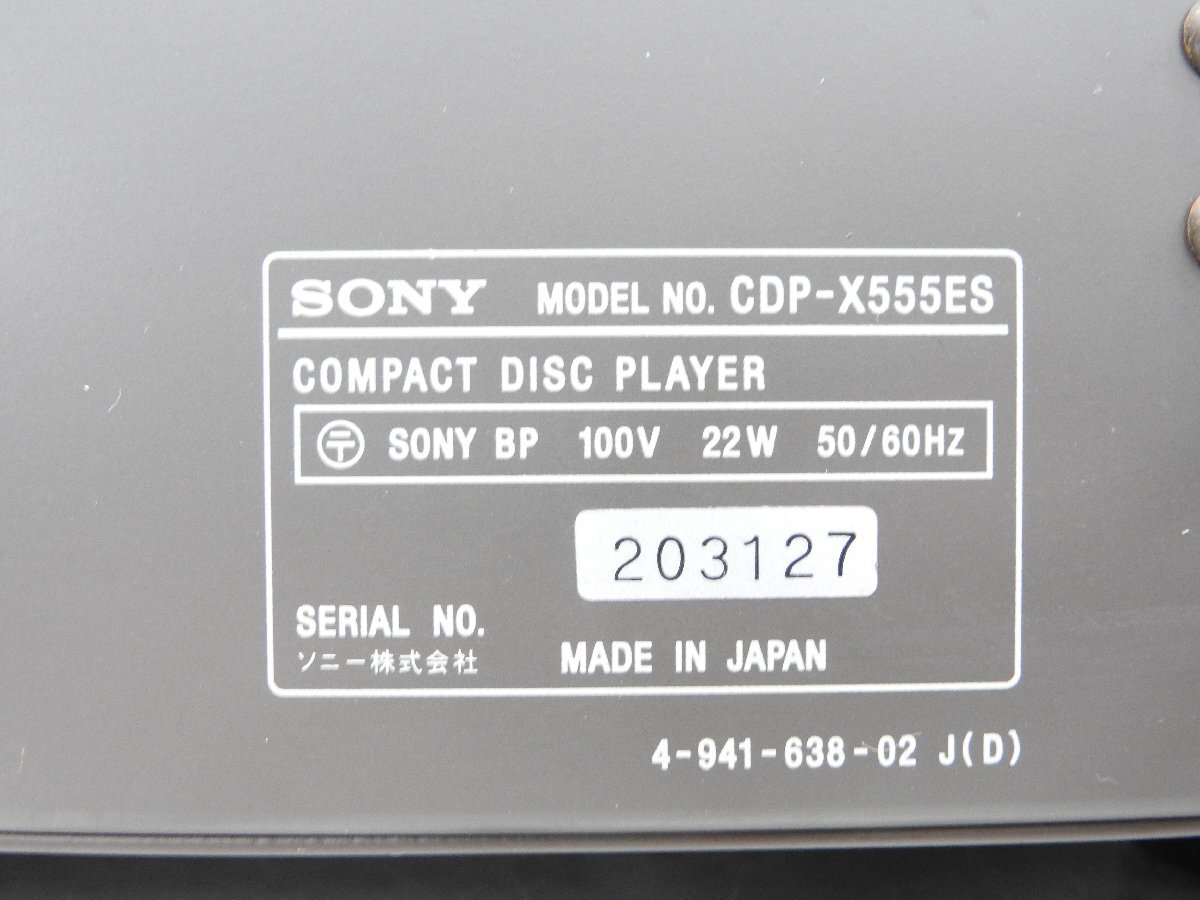 SONY MODEL NO. CDP-X555ES
COMPACT DISC PLAYER
〶 SONY BP 100V 22W 50/60HZ
203127
SERIAL NO.
ソニー株式会社 MADE IN JAPAN
4-941-638-02 J(D)